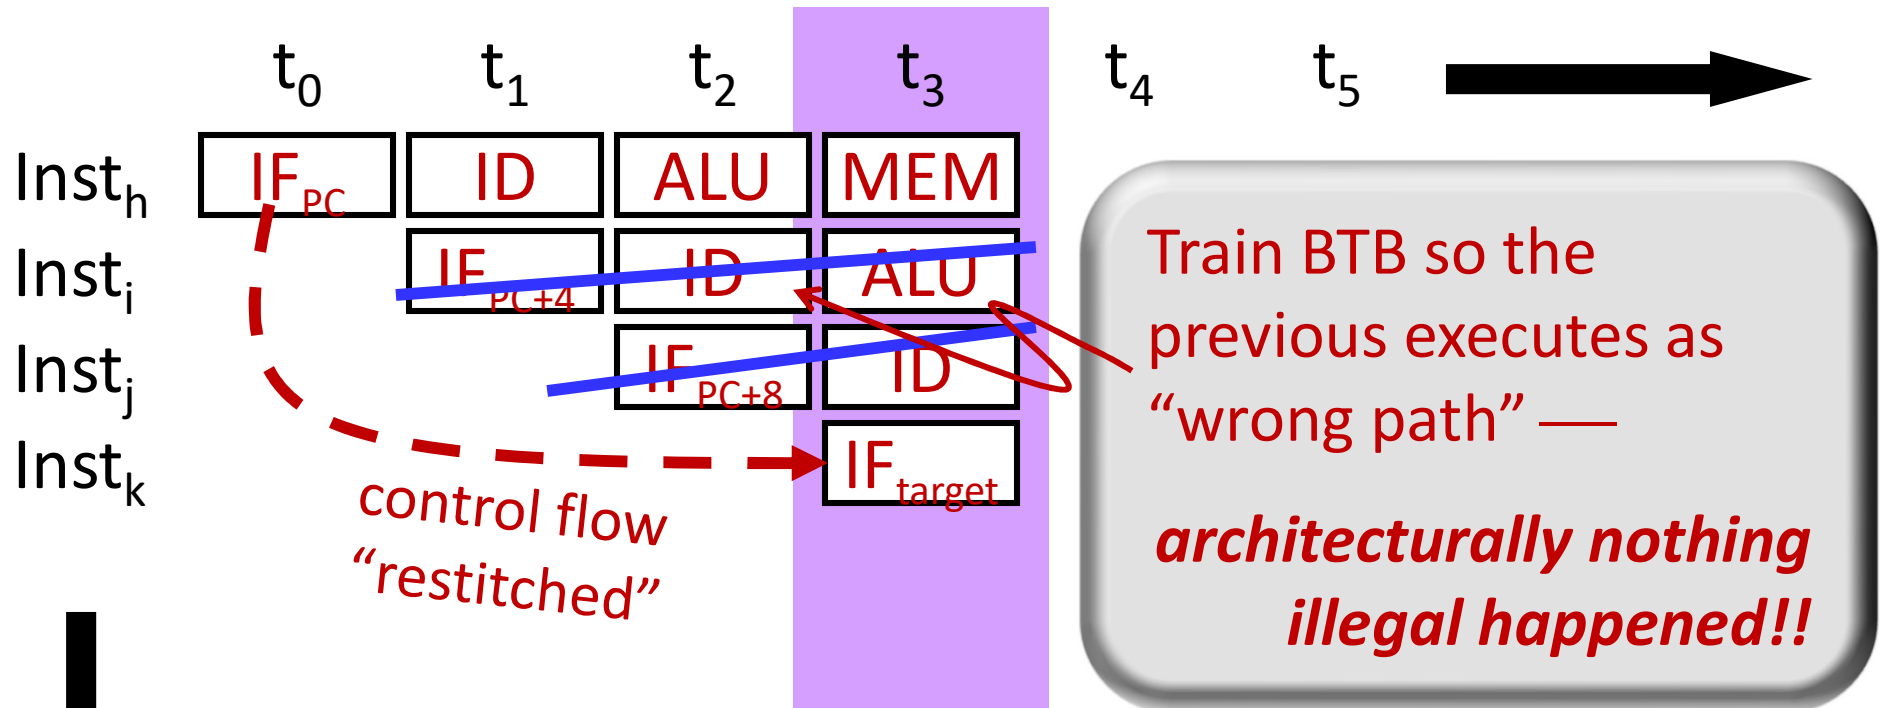 t0 t1 t2 t3 t4 t5
Insth IFPC ID ALU MEM
Insti IFPC+4 ID ALU
Instj IFPC+8 ID
Instk IFtarget
control flow
“restitched”
Train BTB so the
previous executes as
“wrong path” —
architecturally nothing
illegal happened!!